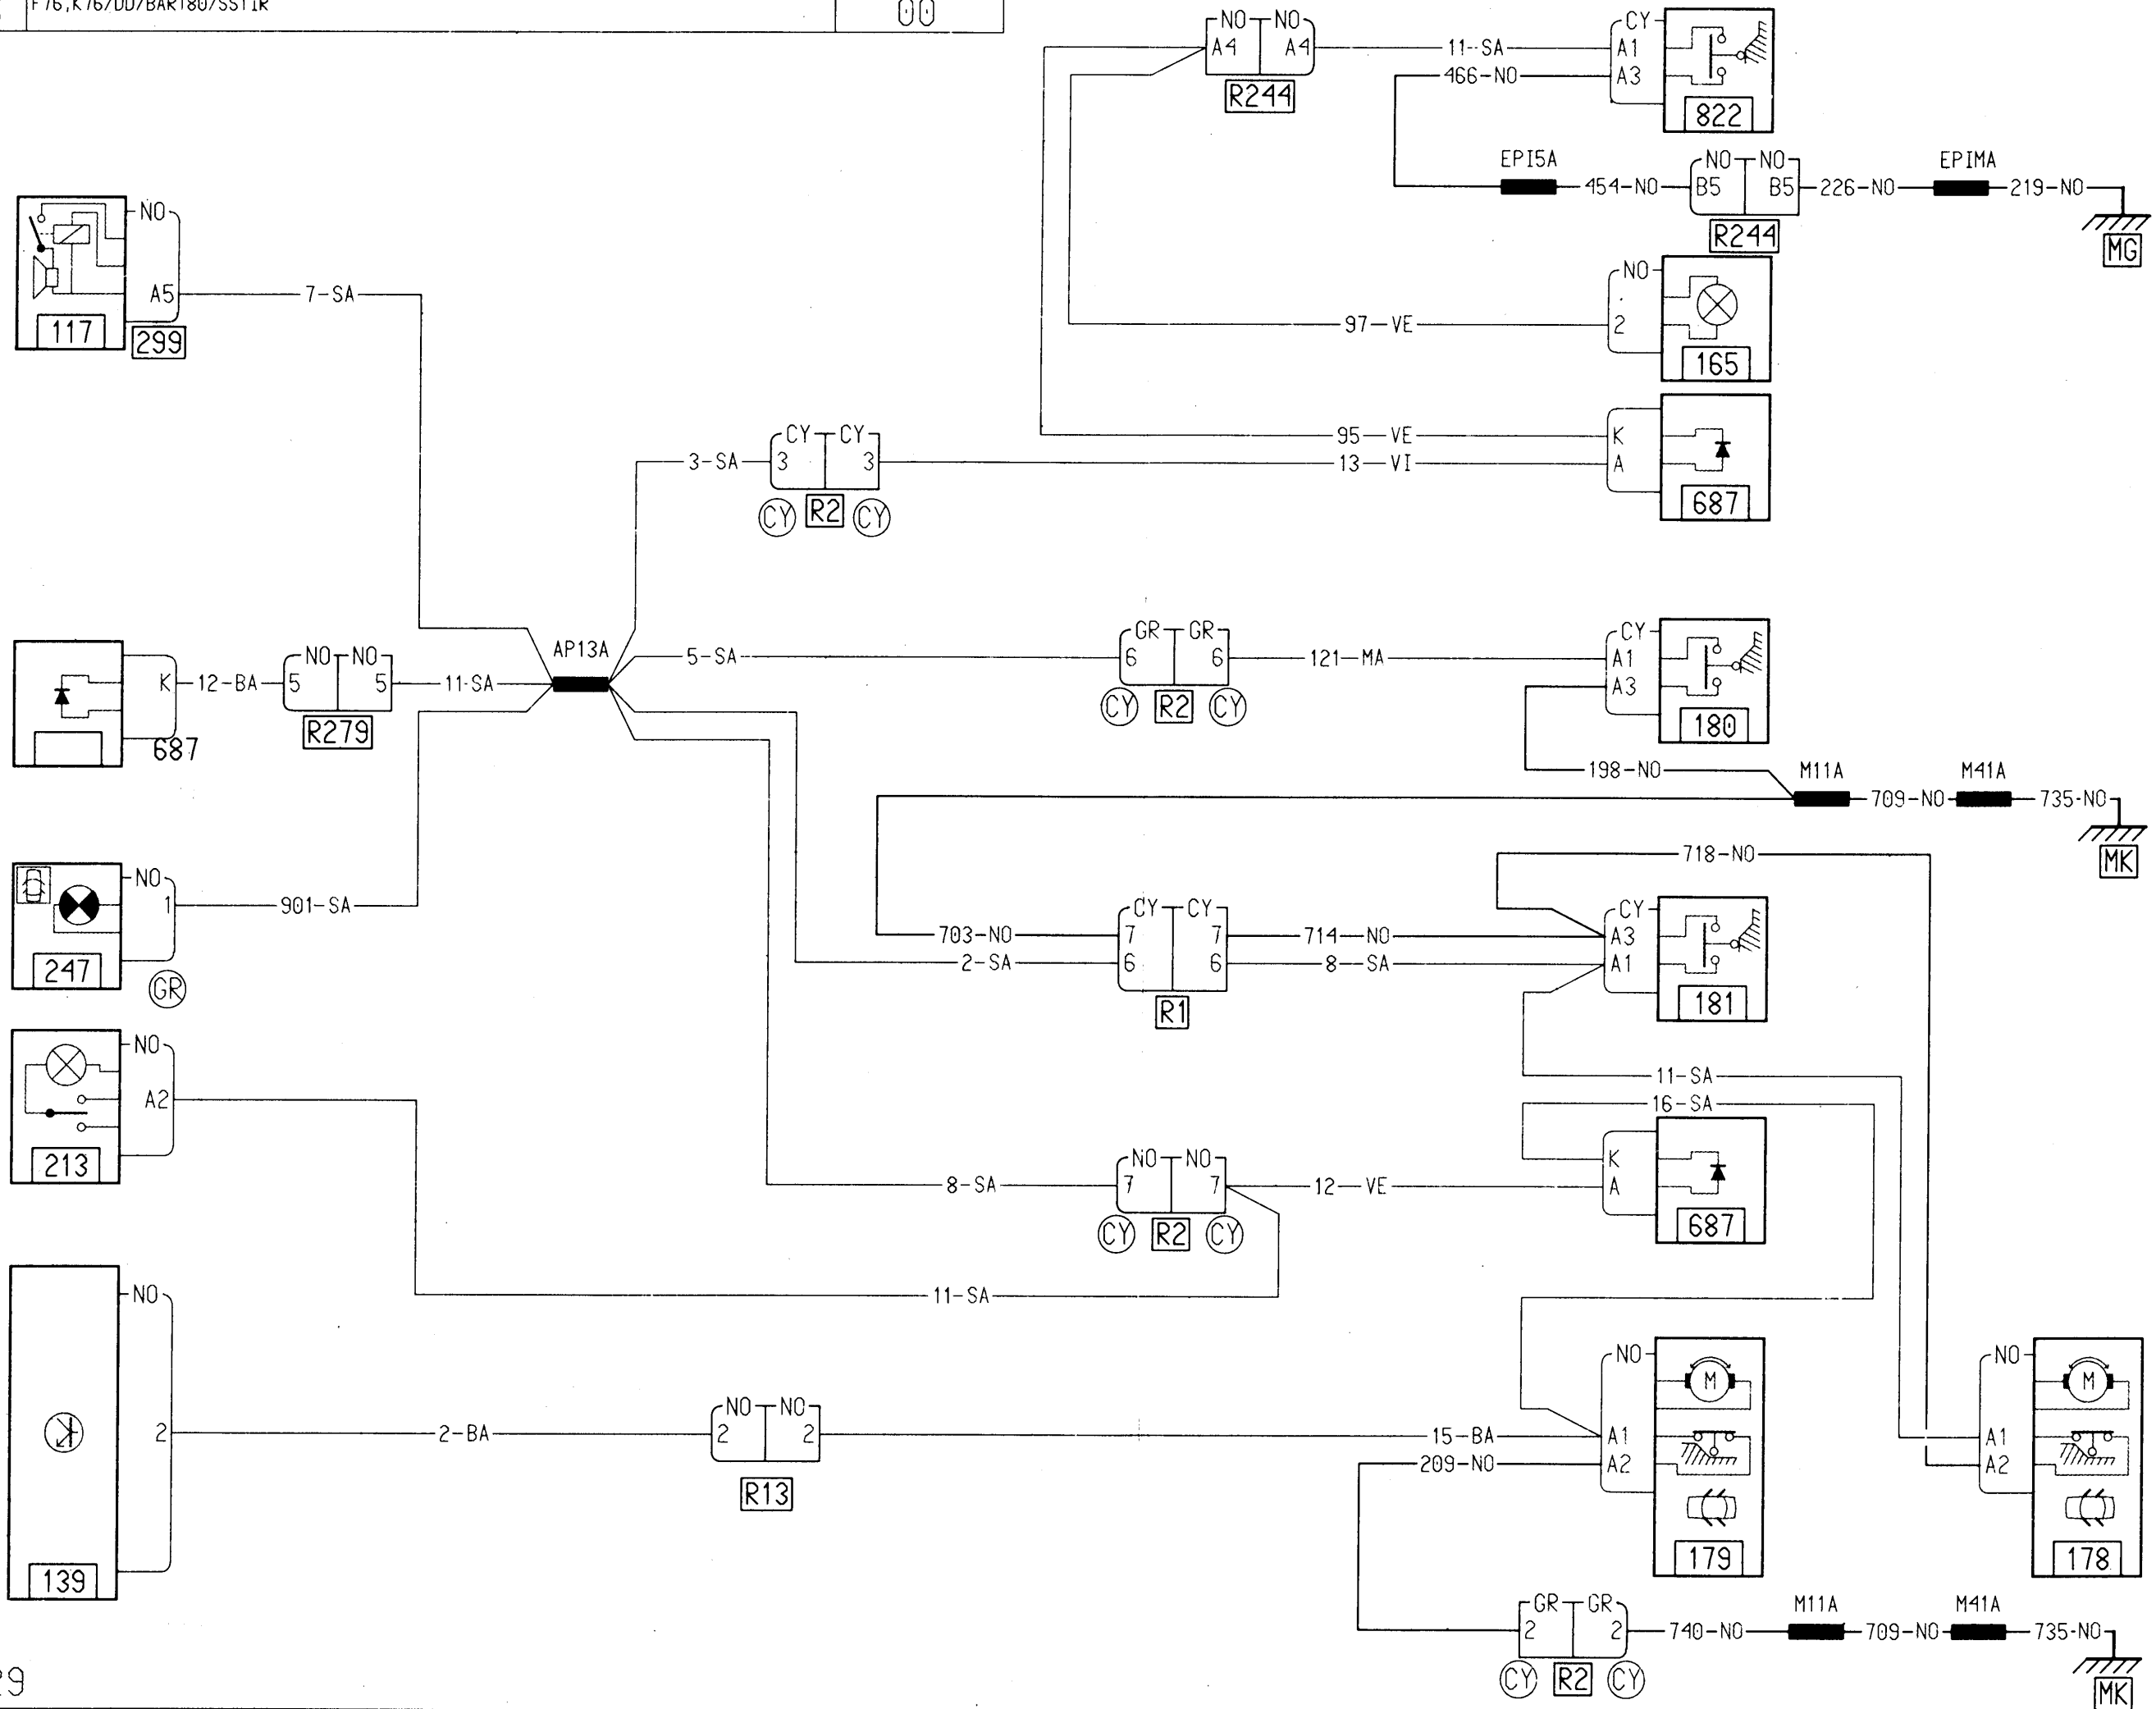 F76,K76/DD/BART80/SSTIR
00
NO NO
A4 A4
R244
11-SA
466-NO
CY
A1
A3
822
EPI5A
454-NO
NO NO
B5 B5
R244
226-NO
EPIMA
219-NO
MG
NO
A5
117
299
7-SA
97-VE
NO
2
165
95-VE
13-VI
K
A
687
3-SA
CY CY
3 3
CY R2 CY
K
687
12-BA
NO NO
5 5
R279
11-SA
AP13A
5-SA
GR GR
6 6
CY R2 CY
121-MA
CY
A1
A3
180
198-NO
M11A
709-NO
M41A
735-NO
MK
718-NO
NO
1
247
GR
901-SA
703-NO
2-SA
CY CY
7 7
6 6
R1
714-NO
8-SA
CY
A3
A1
181
11-SA
16-SA
NO
A2
213
8-SA
NO NO
7 7
CY R2 CY
12-VE
K
A
687
11-SA
NO
2
139
2-BA
NO NO
2 2
R13
15-BA
209-NO
NO
A1
A2
M
179
NO
A1
A2
M
178
GR GR
2 2
CY R2 CY
740-NO
M11A
709-NO
M41A
735-NO
MK
9